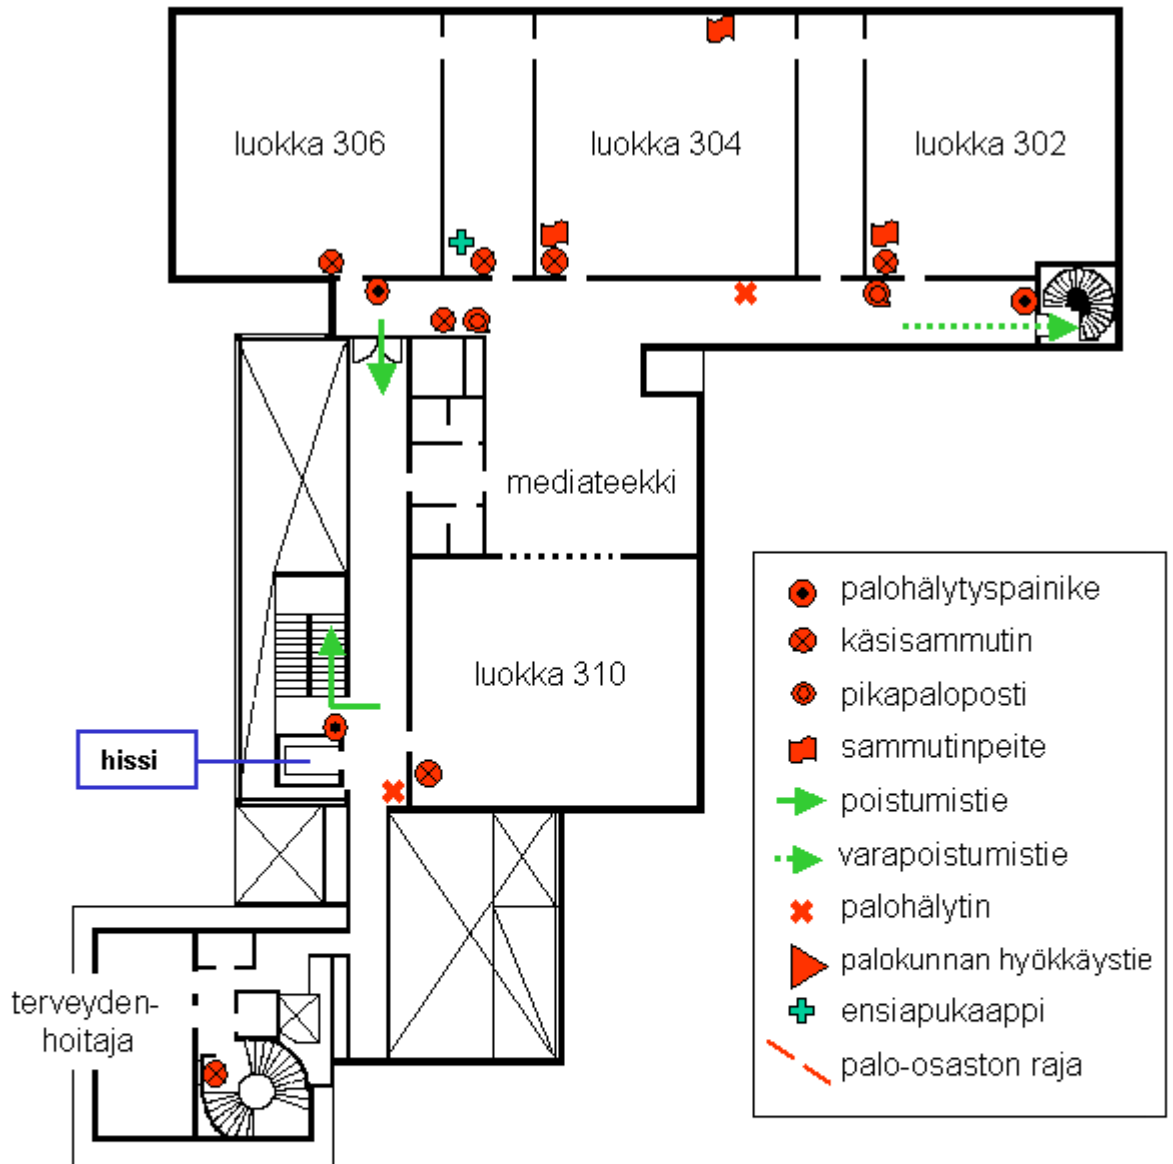 luokka 306
luokka 304
luokka 302
mediateekki
luokka 310
hissi
terveyden-
hoitaja
palohälytyspainike
käsisammutin
pikapaloposti
sammutinpeite
poistumistie
varapoistumistie
palohälytin
palokunnan hyökkäystie
ensiapukaappi
palo-osaston raja